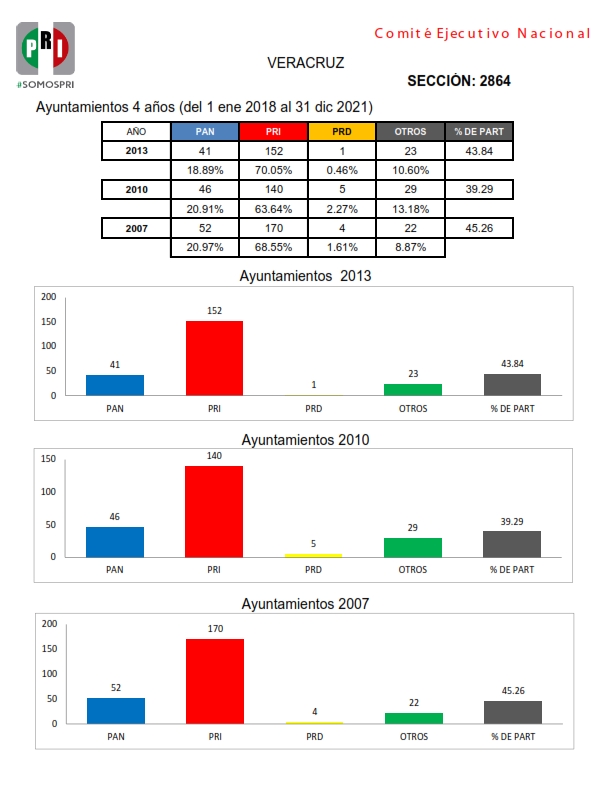 Comité Ejecutivo Nacional
PRI
#SOMOSPRI
VERACRUZ
SECCIÓN: 2864
Ayuntamientos 4 años (del 1 ene 2018 al 31 dic 2021)
AÑO PAN PRI PRD OTROS % DE PART
2013 41 152 1 23 43.84
18.89% 70.05% 0.46% 10.60%
2010 46 140 5 29 39.29
20.91% 63.64% 2.27% 13.18%
2007 52 170 4 22 45.26
20.97% 68.55% 1.61% 8.87%
Ayuntamientos 2013
200
150
100
50
0
41 152 1 23 43.84
PAN PRI PRD OTROS % DE PART
Ayuntamientos 2010
150
100
50
0
46 140 5 29 39.29
PAN PRI PRD OTROS % DE PART
Ayuntamientos 2007
200
150
100
50
0
52 170 4 22 45.26
PAN PRI PRD OTROS % DE PART